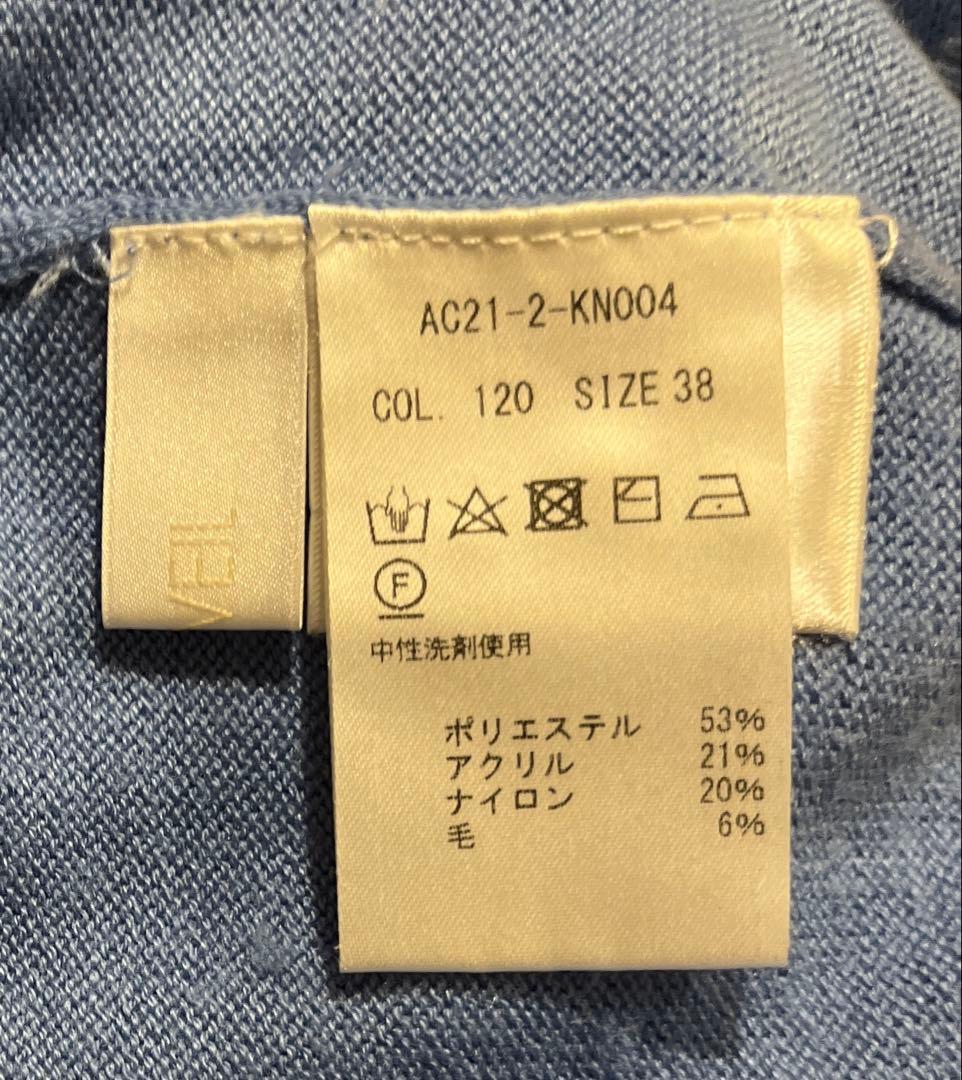 AC21-2-KN004
COL. 120 SIZE 38
F
中性洗剤使用
ポリエステル 53%
アクリル 21%
ナイロン 20%
毛 6%
VEIL